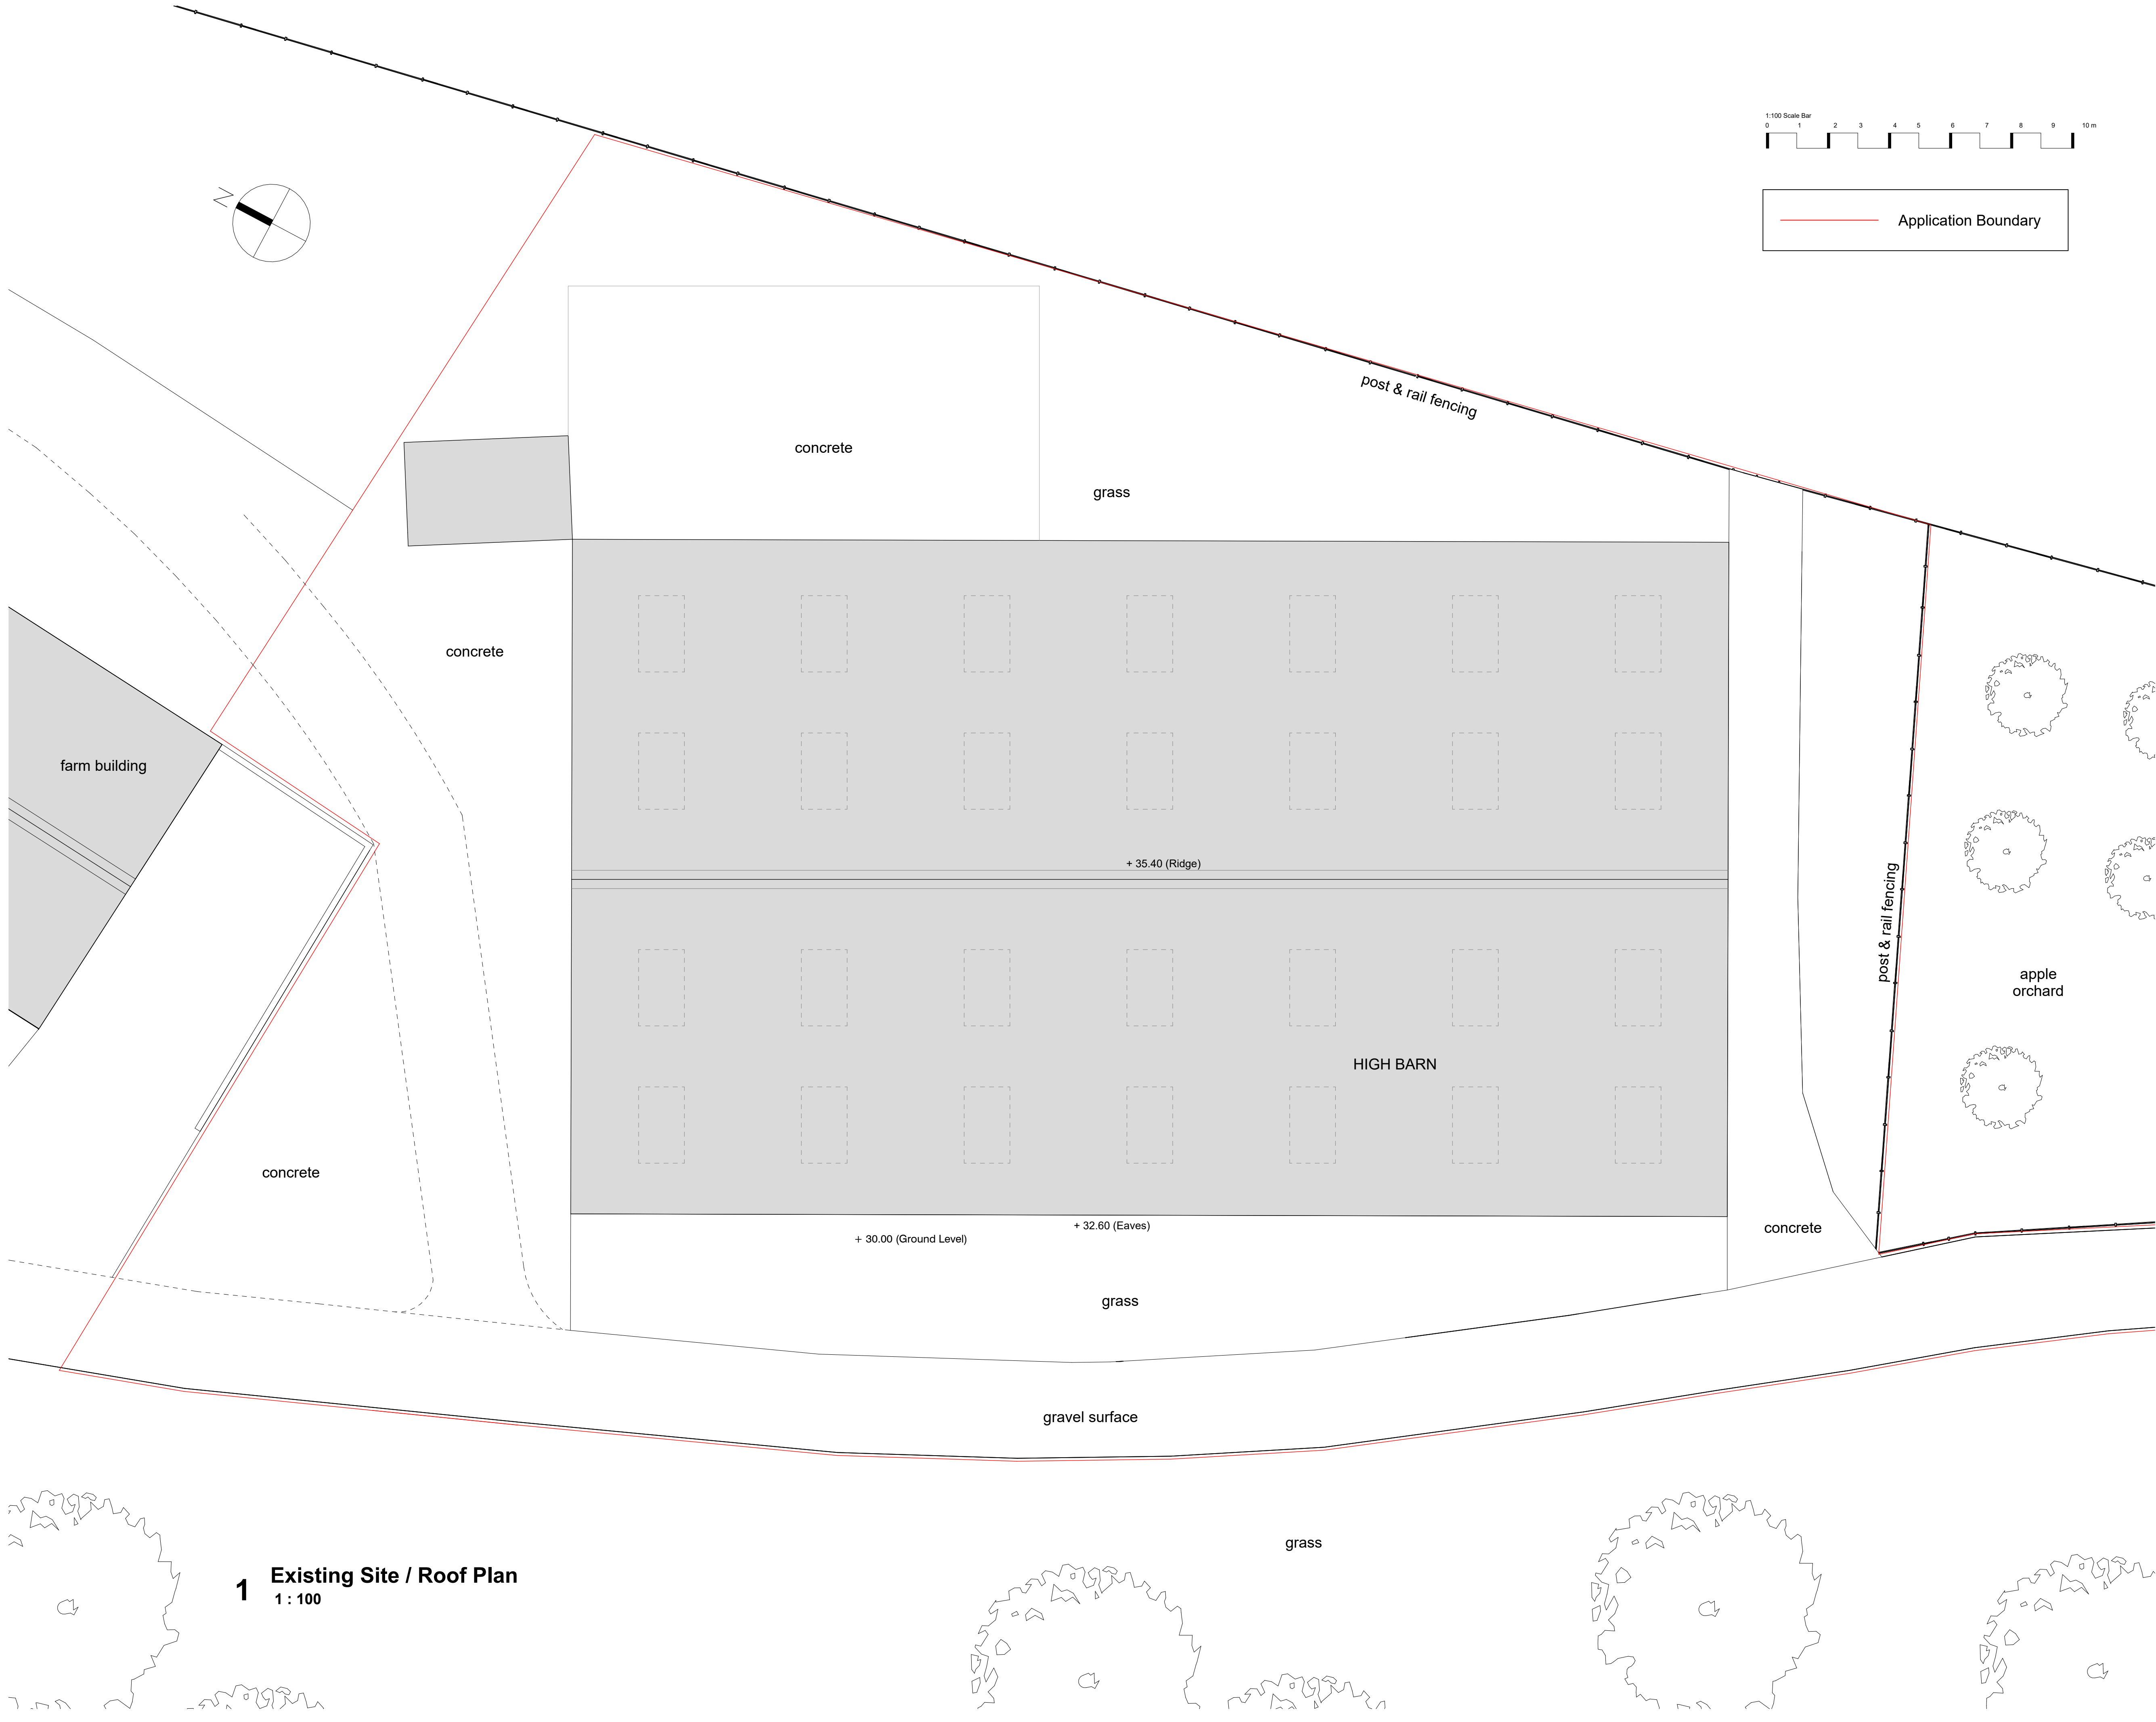 1:100 Scale Bar
0 1 2 3 4 5 6 7 8 9 10 m
N
Application Boundary
post & rail fencing
concrete
grass
concrete
farm building
+ 35.40 (Ridge)
post & rail fencing
apple
orchard
HIGH BARN
concrete
+ 32.60 (Eaves)
concrete
+ 30.00 (Ground Level)
grass
gravel surface
grass
1 Existing Site / Roof Plan
1 : 100